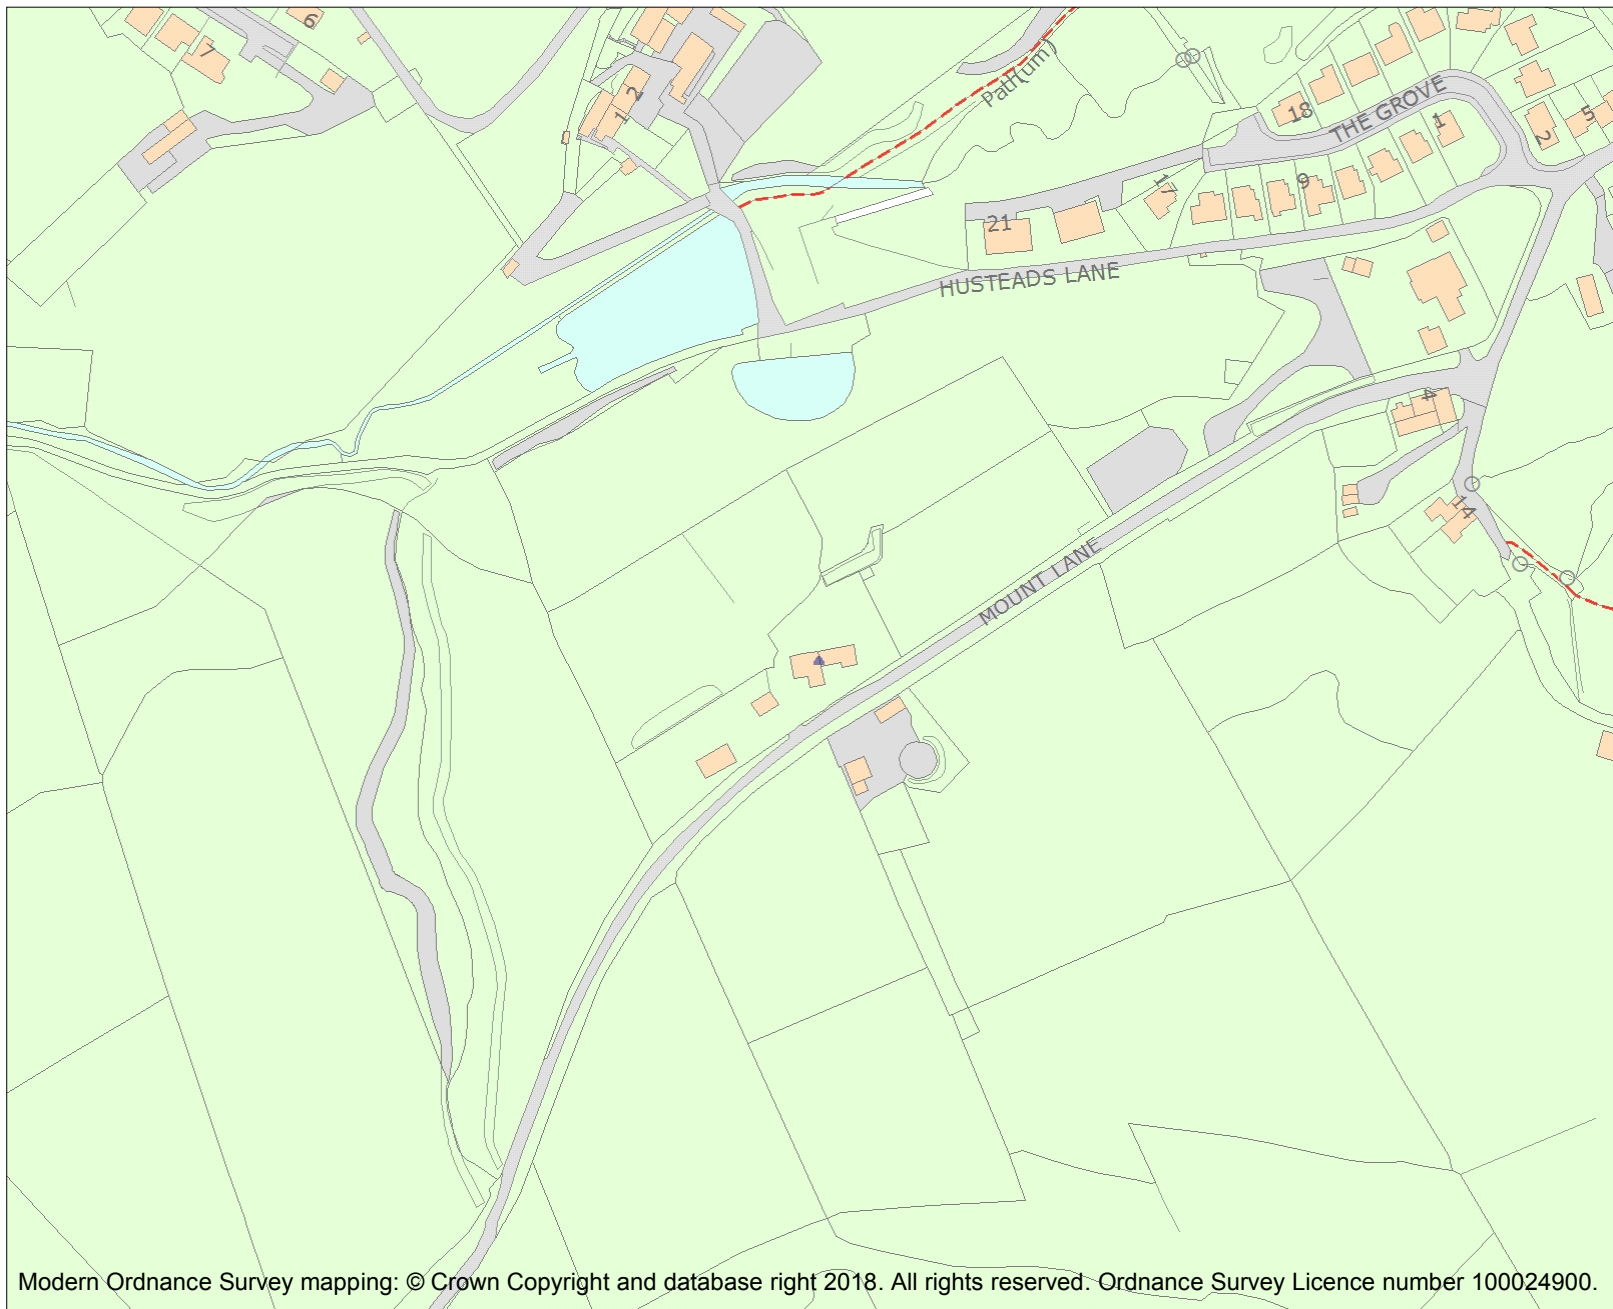 6
7
2
1
Path(um)
18
THE GROVE
1
2
5
17
9
21
HUSTEADS LANE
4
14
MOUNT LANE
Modern Ordnance Survey mapping: © Crown Copyright and database right 2018. All rights reserved. Ordnance Survey Licence number 100024900.